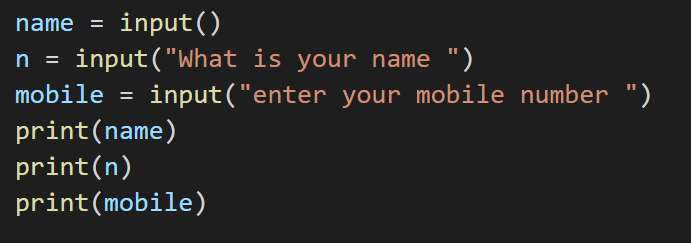 name = input()
n = input("What is your name ")
mobile = input("enter your mobile number ")
print(name)
print(n)
print(mobile)